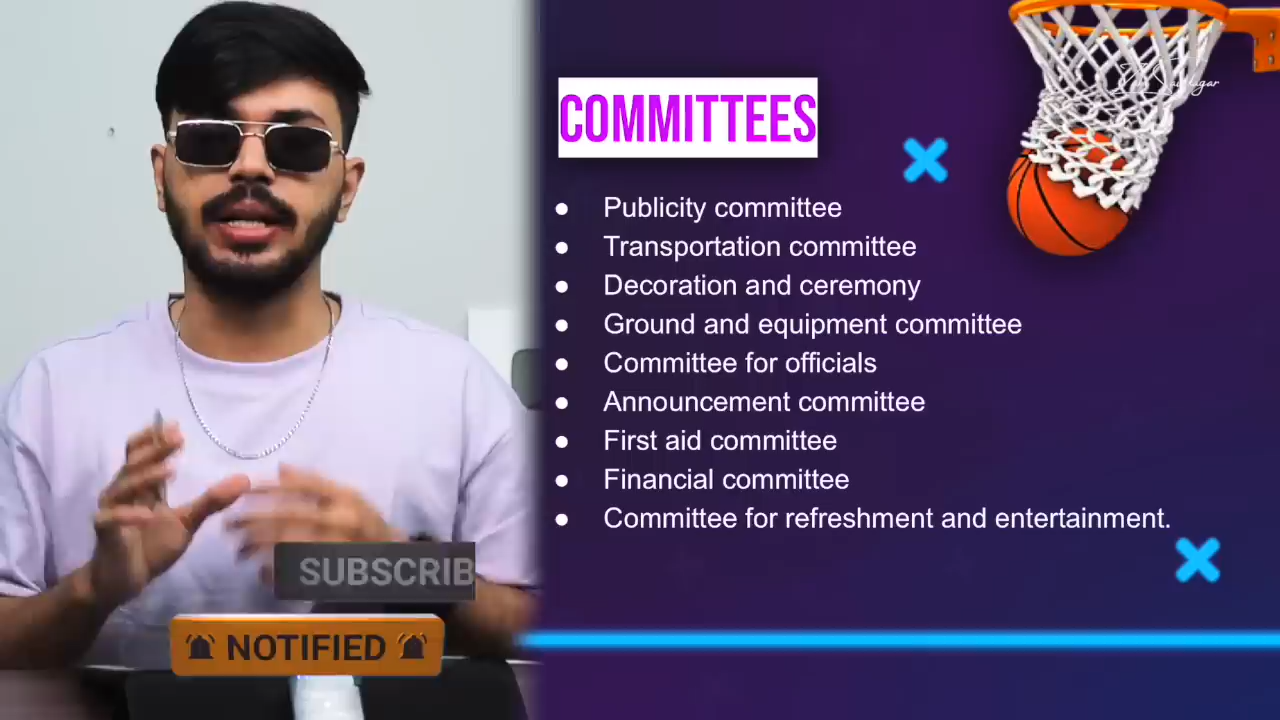 COMMITTEES
● Publicity committee
● Transportation committee
● Decoration and ceremony
● Ground and equipment committee
● Committee for officials
● Announcement committee
● First aid committee
● Financial committee
● Committee for refreshment and entertainment.
SUBSCRIB
NOTIFIED